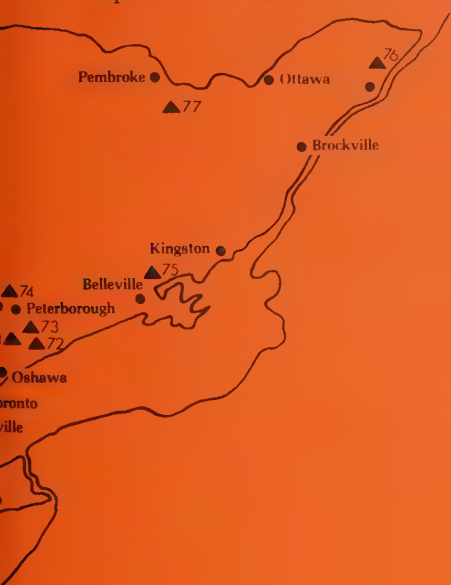 76
Pembroke
Ottawa
77
Brockville
Kingston
75
Belleville
74
Peterborough
73
72
Oshawa